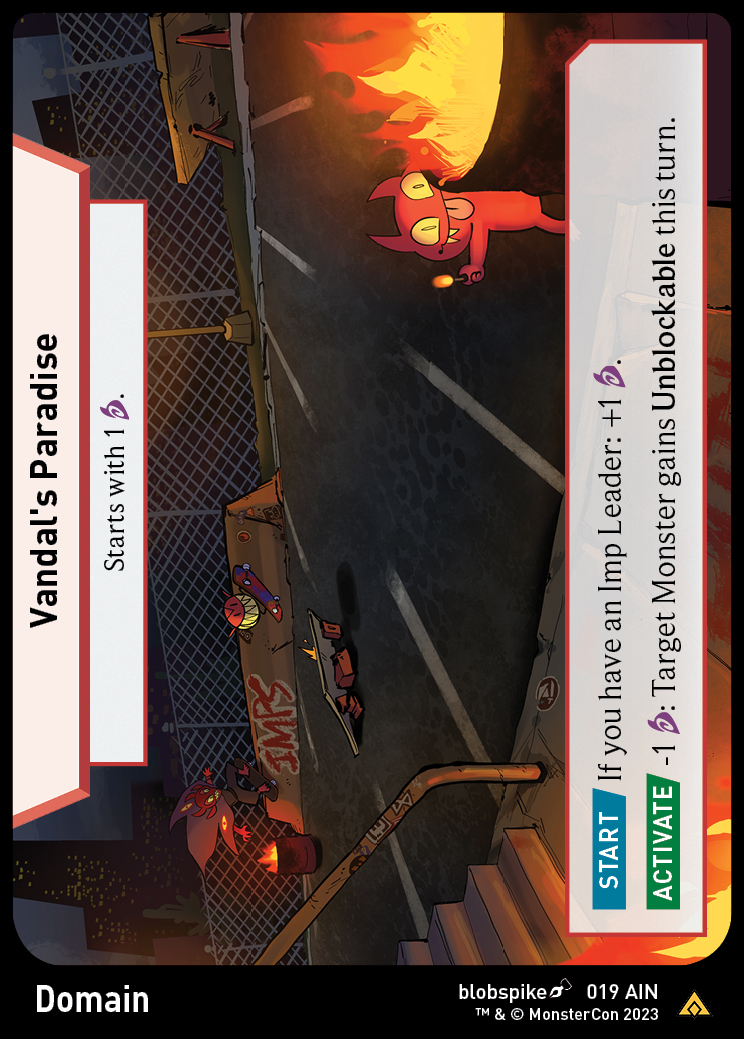 Vandal's Paradise
Starts with 1 .
IMPS
START If you have an Imp Leader: +1 .
ACTIVATE -1 : Target Monster gains Unblockable this turn.
Domain
blobspike 019 AIN
™ & © MonsterCon 2023